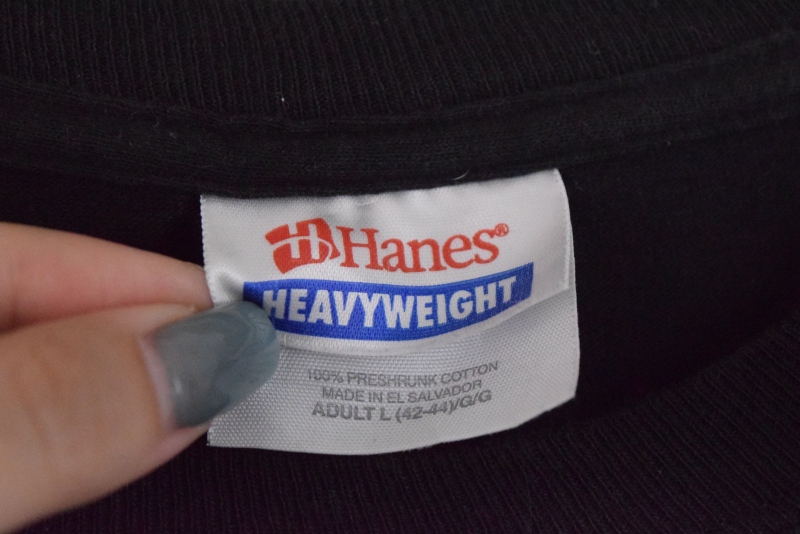 Hanes®
HEAVYWEIGHT
100% PRESHRUNK COTTON
MADE IN EL SALVADOR
ADULT L (42-44)/G/G